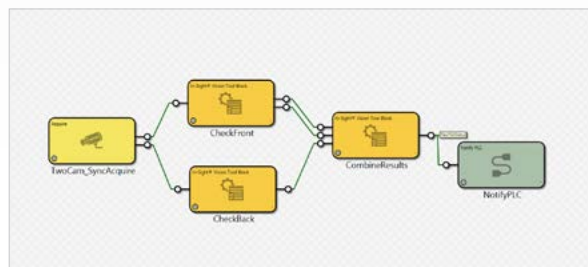 Acquire
TwoCam_SyncAcquire
In-Sight® Vision Tool Block
CheckFront
In-Sight® Vision Tool Block
CheckBack
In-Sight® Vision Tool Block
CombineResults
Notify PLC
NotifyPLC